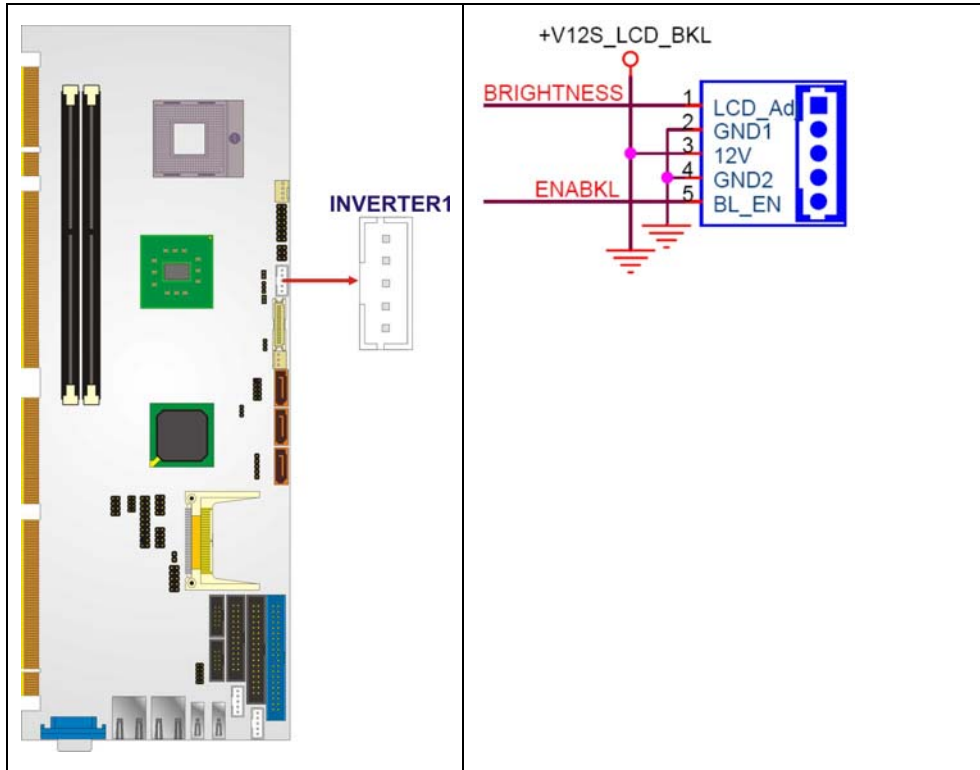 INVERTER1
+V12S_LCD_BKL
BRIGHTNESS
1 LCD_Ad
2 GND1
3 12V
4 GND2
ENABKL
5 BL_EN